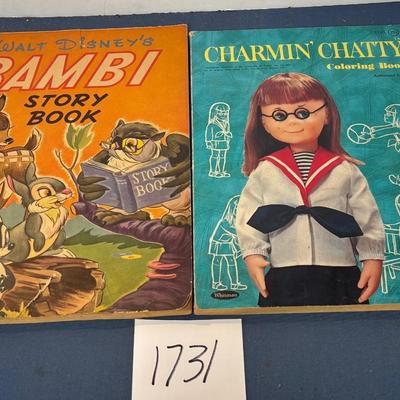 WALT DISNEY'S
BAMBI
STORY
BOOK
STORY
BOOK
CHARMIN' CHATTY
Coloring Book
Whitman
1731